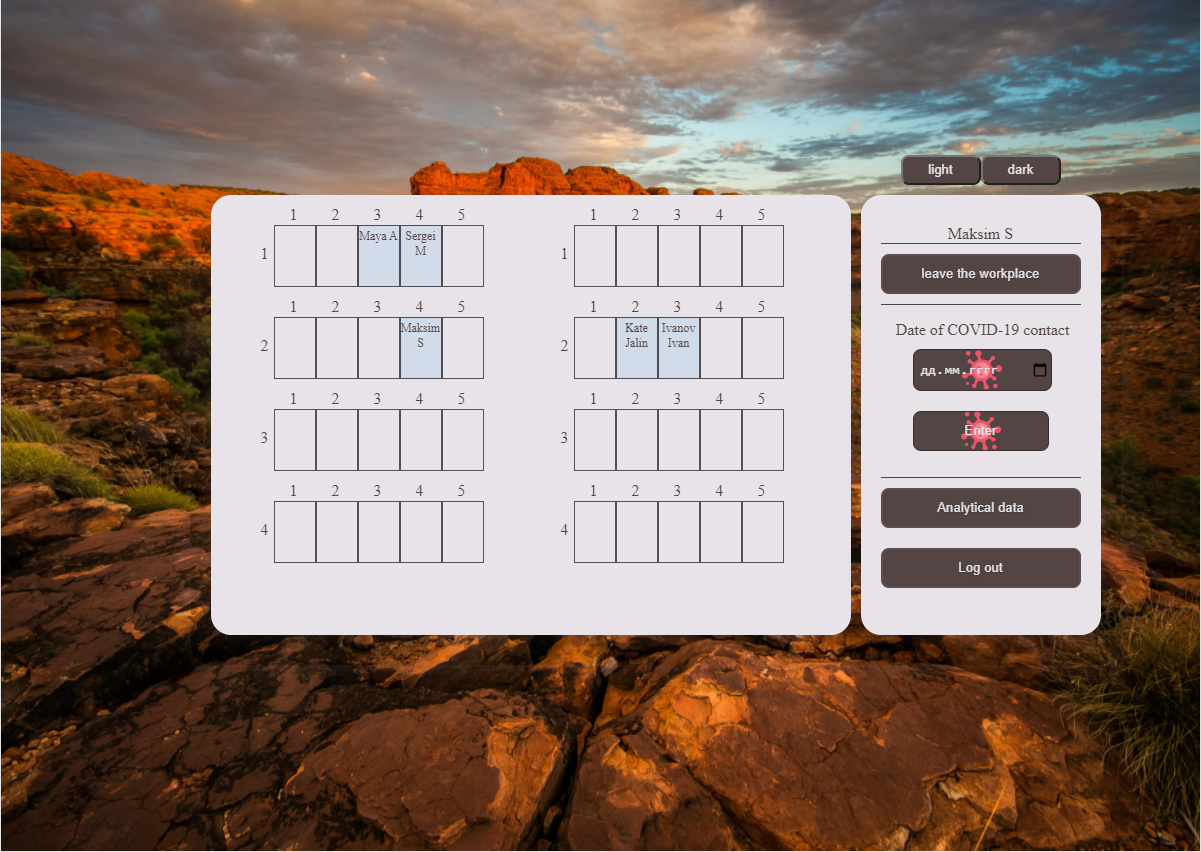 light dark
1 2 3 4 5
1 Maya A Sergei
M
1 2 3 4 5
2 Maksim
S
1 2 3 4 5
3
1 2 3 4 5
4
1 2 3 4 5
1
1 2 3 4 5
2 Kate Ivanov
Jalin Ivan
1 2 3 4 5
3
1 2 3 4 5
4
Maksim S
leave the workplace
Date of COVID-19 contact
дд.мм.гггг
Enter
Analytical data
Log out